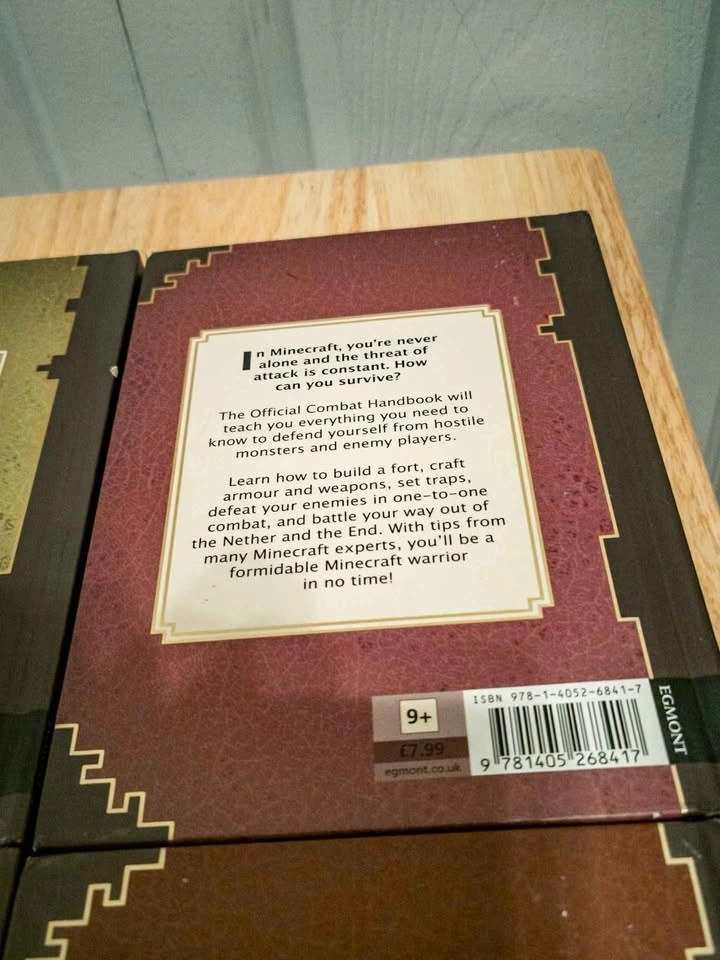 In Minecraft, you're never
alone and the threat of
attack is constant. How
can you survive?
The Official Combat Handbook will
teach you everything you need to
know to defend yourself from hostile
monsters and enemy players.
Learn how to build a fort, craft
armour and weapons, set traps,
defeat your enemies in one-to-one
combat, and battle your way out of
the Nether and the End. With tips from
many Minecraft experts, you'll be a
formidable Minecraft warrior
in no time!
9+
£7.99
egmont.co.uk
ISBN 978-1-4052-6841-7
9 781405 268417
EGMONT